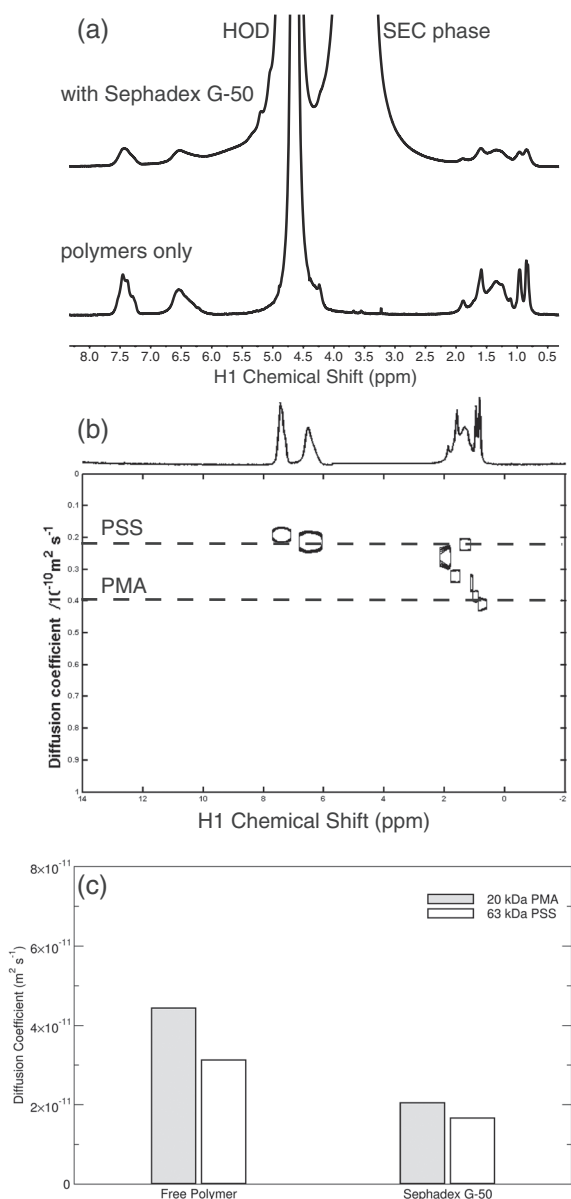 (a)
HOD
SEC phase
with Sephadex G-50
polymers only
8.0 7.5 7.0 6.5 6.0 5.5 5.0 4.5 4.0 3.5 3.0 2.5 2.0 1.5 1.0 0.5
H1 Chemical Shift (ppm)
(b)
0
0.1
PSS
0.2
0.3
PMA
0.4
0.5
0.6
0.7
0.8
0.9
1
Diffusion coefficient /1(⁻¹⁰m² s⁻¹
14 12 10 8 6 4 2 0 -2
H1 Chemical Shift (ppm)
(c)
8×10⁻¹¹
20 kDa PMA
63 kDa PSS
6×10⁻¹¹
4×10⁻¹¹
2×10⁻¹¹
0
Diffusion Coefficient (m² s⁻¹)
Free Polymer
Sephadex G-50